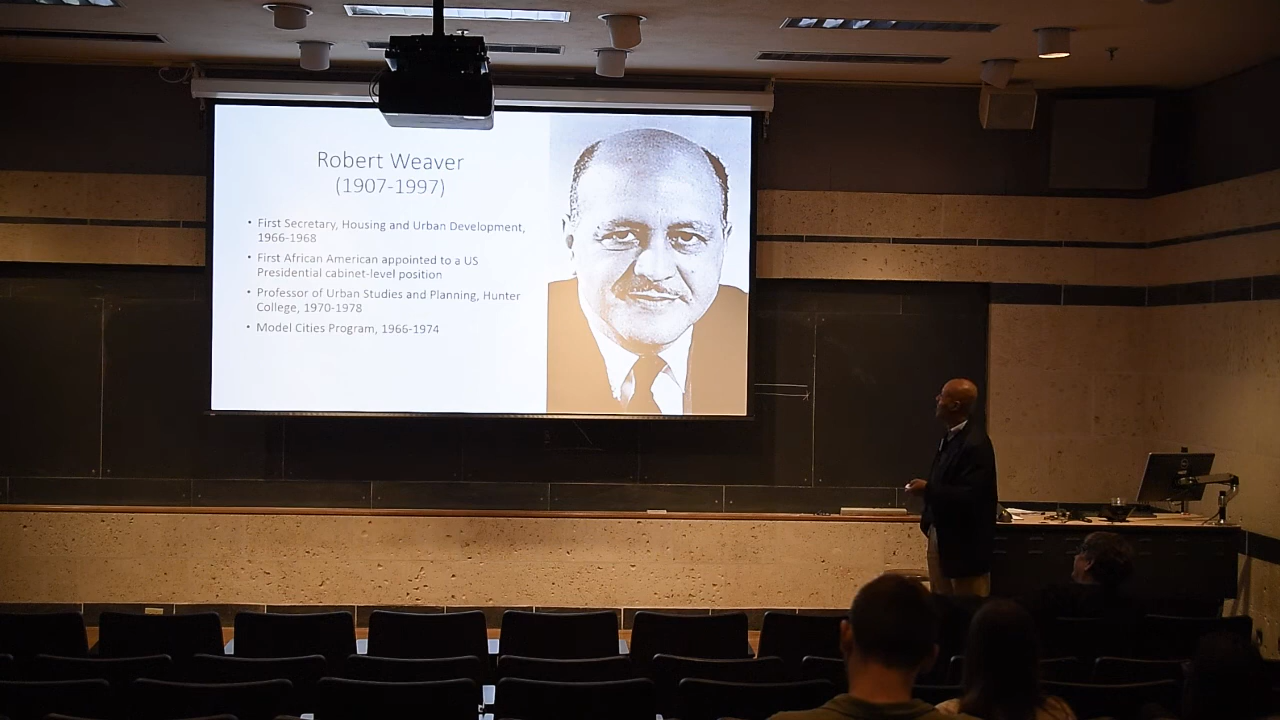 Robert Weaver
(1907-1997)
• First Secretary, Housing and Urban Development,
1966-1968
• First African American appointed to a US
Presidential cabinet-level position
• Professor of Urban Studies and Planning, Hunter
College, 1970-1978
• Model Cities Program, 1966-1974